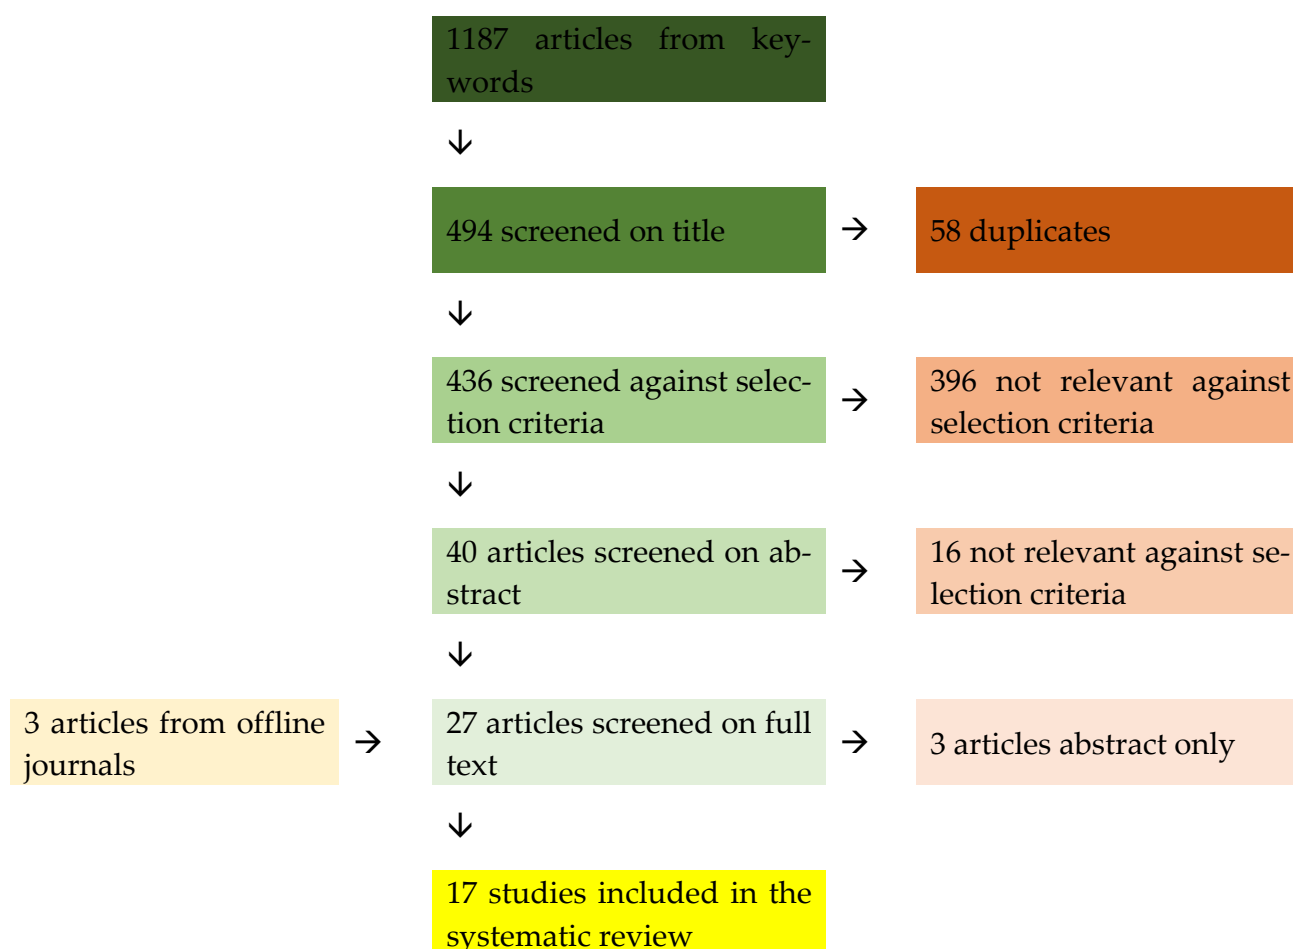 1187 articles from key-
words
↓
494 screened on title
→
58 duplicates
↓
436 screened against selec-
tion criteria
→
396 not relevant against
selection criteria
↓
40 articles screened on ab-
stract
→
16 not relevant against se-
lection criteria
↓
3 articles from offline
journals
→
27 articles screened on full
text
→
3 articles abstract only
↓
17 studies included in the
systematic review